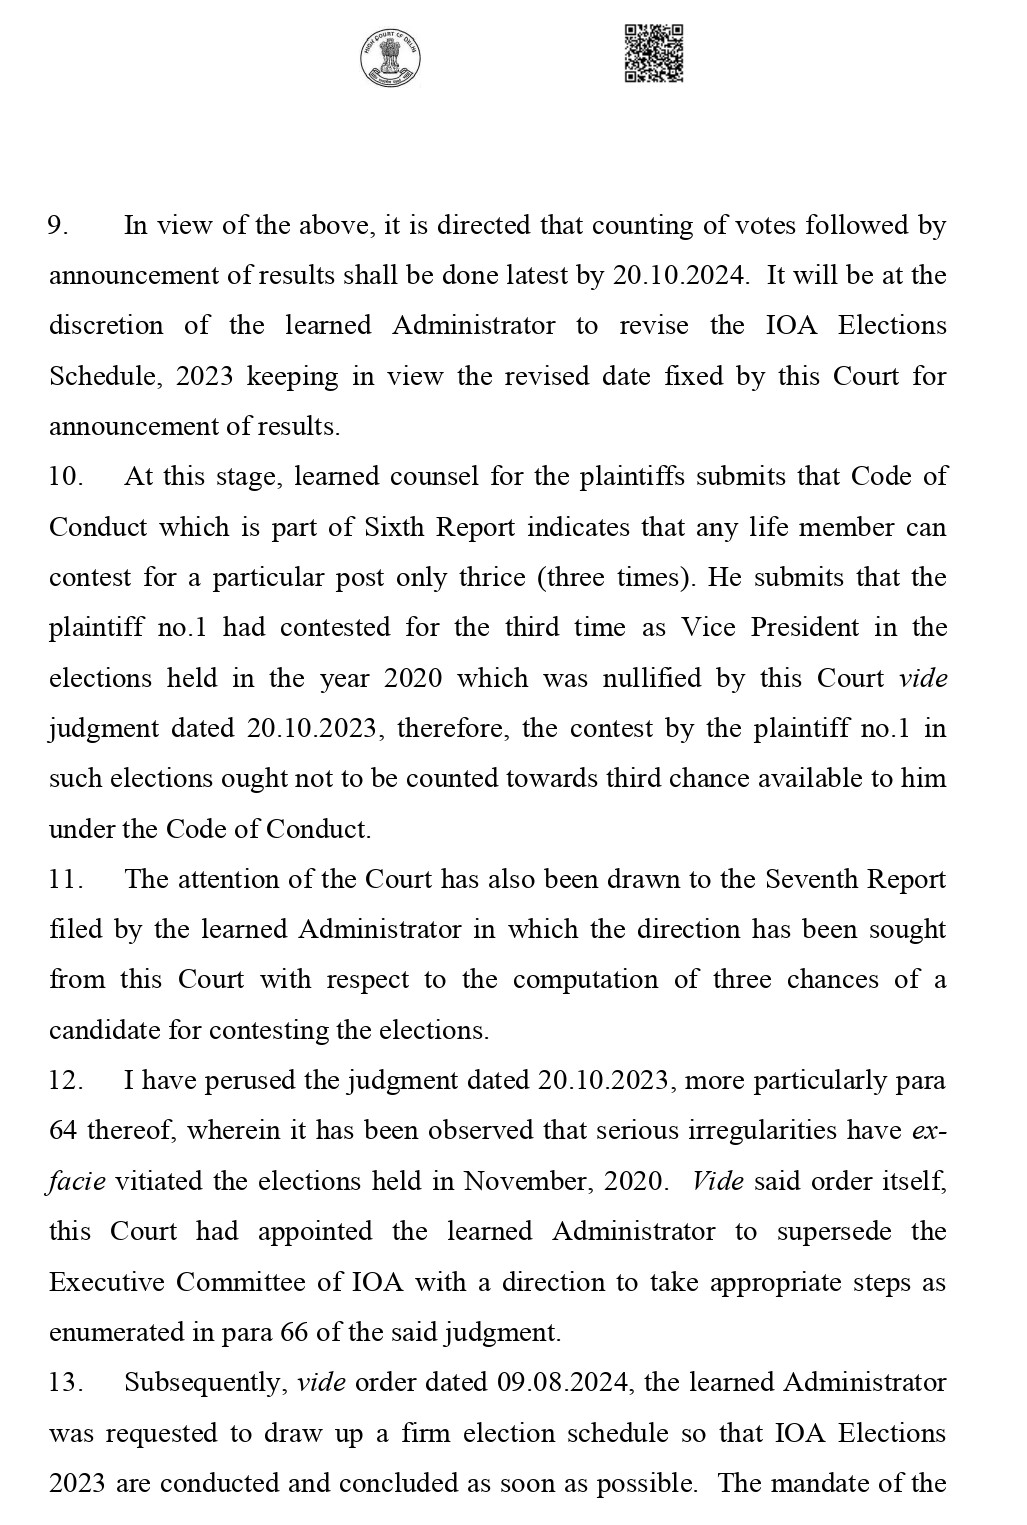 HIGH COURT OF DELHI
9. In view of the above, it is directed that counting of votes followed by
announcement of results shall be done latest by 20.10.2024. It will be at the
discretion of the learned Administrator to revise the IOA Elections
Schedule, 2023 keeping in view the revised date fixed by this Court for
announcement of results.
10. At this stage, learned counsel for the plaintiffs submits that Code of
Conduct which is part of Sixth Report indicates that any life member can
contest for a particular post only thrice (three times). He submits that the
plaintiff no.1 had contested for the third time as Vice President in the
elections held in the year 2020 which was nullified by this Court vide
judgment dated 20.10.2023, therefore, the contest by the plaintiff no.1 in
such elections ought not to be counted towards third chance available to him
under the Code of Conduct.
11. The attention of the Court has also been drawn to the Seventh Report
filed by the learned Administrator in which the direction has been sought
from this Court with respect to the computation of three chances of a
candidate for contesting the elections.
12. I have perused the judgment dated 20.10.2023, more particularly para
64 thereof, wherein it has been observed that serious irregularities have ex-
facie vitiated the elections held in November, 2020. Vide said order itself,
this Court had appointed the learned Administrator to supersede the
Executive Committee of IOA with a direction to take appropriate steps as
enumerated in para 66 of the said judgment.
13. Subsequently, vide order dated 09.08.2024, the learned Administrator
was requested to draw up a firm election schedule so that IOA Elections
2023 are conducted and concluded as soon as possible. The mandate of the